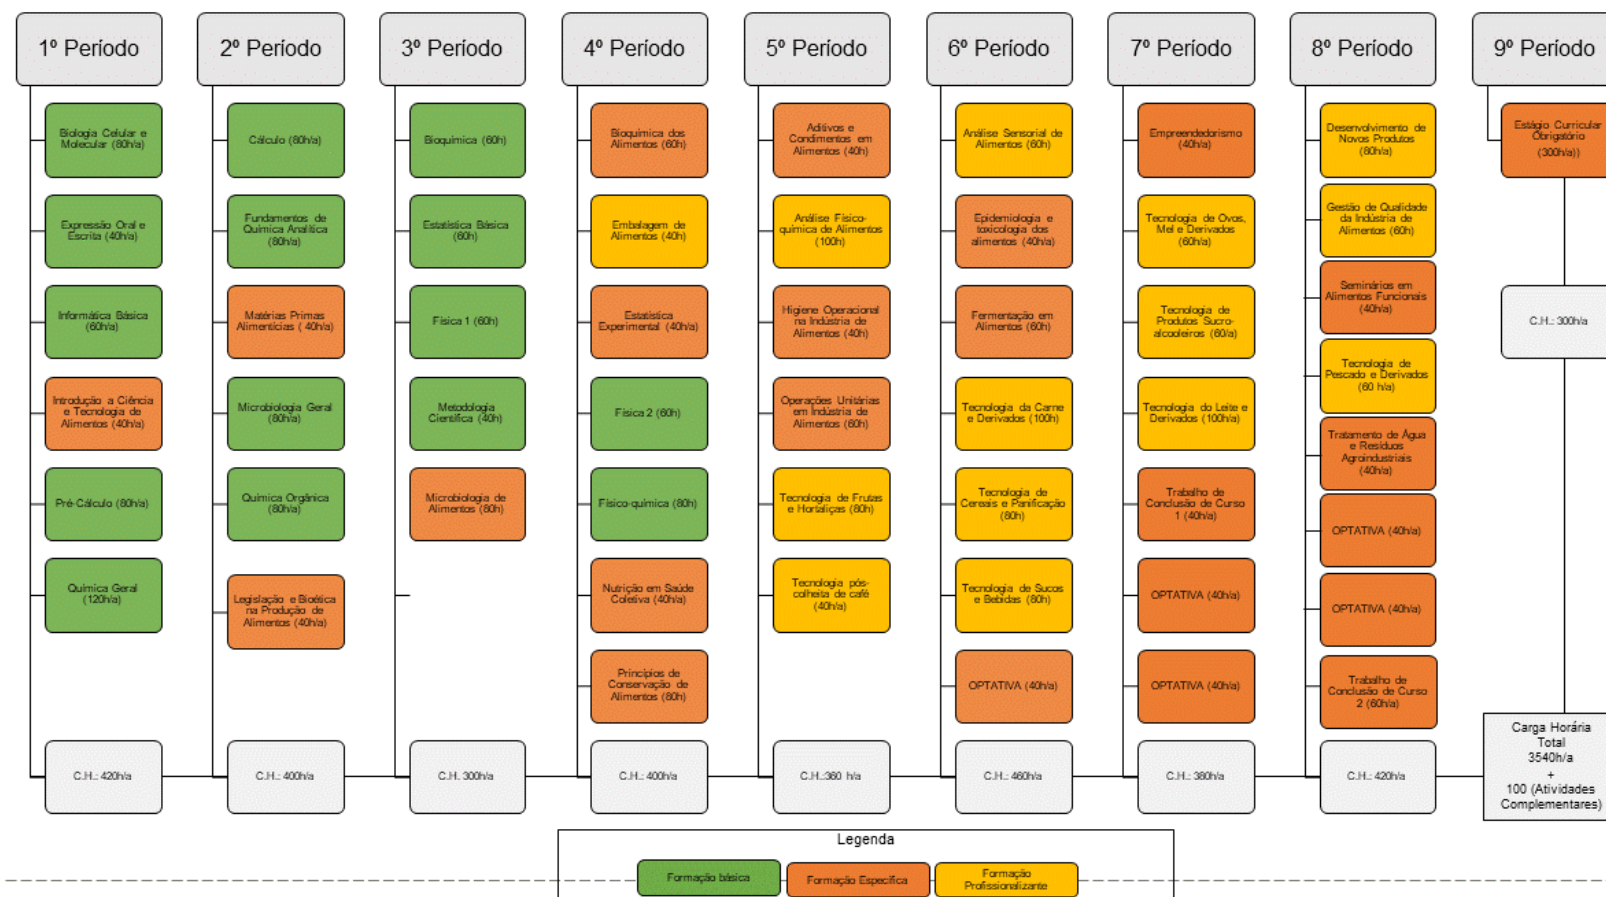 1º Período
Biologia Celular e
Molecular (80h/a)
Expressão Oral e
Escrita (40h/a)
Informática Básica
(60h/a)
Introdução a Ciência
e Tecnologia de
Alimentos (40h/a)
Pré-Cálculo (80h/a)
Química Geral
(120h/a)
C.H.: 420h/a
2º Período
Cálculo (80h/a)
Fundamentos de
Química Analítica
(80h/a)
Matérias Primas
Alimentícias ( 40h/a)
Microbiologia Geral
(80h/a)
Química Orgânica
(80h/a)
Legislação e Bioética
na Produção de
Alimentos (40h/a)
C.H.: 400h/a
3º Período
Bioquímica (60h)
Estatística Básica
(60h)
Física 1 (60h)
Metodologia
Científica (40h)
Microbiologia de
Alimentos (80h)
C.H. 300h/a
4º Período
Bioquímica dos
Alimentos (60h)
Embalagem de
Alimentos (40h)
Estatística
Experimental (40h/a)
Física 2 (60h)
Físico-química (80h)
Nutrição em Saúde
Coletiva (40h/a)
Princípios de
Conservação de
Alimentos (80h)
C.H.: 400h/a
5º Período
Aditivos e
Condimentos em
Alimentos (40h)
Análise Físico-
química de Alimentos
(100h)
Higiene Operacional
na Indústria de
Alimentos (40h)
Operações Unitárias
em Indústria de
Alimentos (60h)
Tecnologia de Frutas
e Hortaliças (80h)
Tecnologia pós-
colheita de café
(40h/a)
C.H.:360 h/a
6º Período
Análise Sensorial de
Alimentos (60h)
Epidemiologia e
toxicologia dos
alimentos (40h/a)
Fermentação em
Alimentos (60h)
Tecnologia da Carne
e Derivados (100h)
Tecnologia de
Cereais e Panificação
(80h)
Tecnologia de Sucos
e Bebidas (80h)
OPTATIVA (40h/a)
C.H.: 460h/a
7º Período
Empreendedorismo
(40h/a)
Tecnologia de Ovos,
Mel e Derivados
(60h/a)
Tecnologia de
Produtos Sucro-
alcooleiros (60/a)
Tecnologia do Leite e
Derivados (100h/a)
Trabalho de
Conclusão de Curso
1 (40h/a)
OPTATIVA (40h/a)
OPTATIVA (40h/a)
C.H.: 380h/a
8º Período
Desenvolvimento de
Novos Produtos
(80h/a)
Gestão de Qualidade
da Indústria de
Alimentos (60h)
Seminários em
Alimentos Funcionais
(40h/a)
Tecnologia de
Pescado e Derivados
(60 h/a)
Tratamento de Água
e Resíduos
Agroindustriais
(40h/a)
OPTATIVA (40h/a)
OPTATIVA (40h/a)
Trabalho de
Conclusão de Curso
2 (60h/a)
C.H.: 420h/a
9º Período
Estágio Curricular
Obrigatório
(300h/a))
C.H.: 300h/a
Carga Horária
Total
3540h/a
+
100 (Atividades
Complementares)
Legenda
Formação básica
Formação Específica
Formação
Profissionalizante